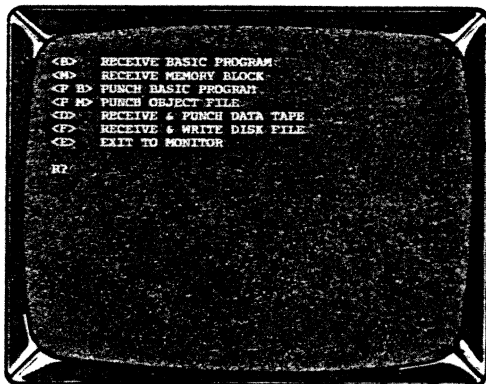 <B> RECEIVE BASIC PROGRAM
<M> RECEIVE MEMORY BLOCK
<P B> PUNCH BASIC PROGRAM
<P M> PUNCH OBJECT FILE
<D> RECEIVE & PUNCH DATA TAPE
<F> RECEIVE & WRITE DISK FILE
<E> EXIT TO MONITOR
R?